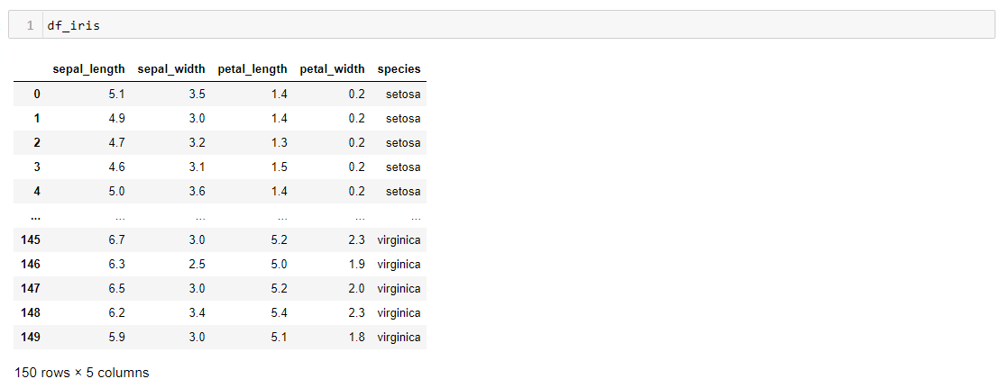 1 df_iris
sepal_length sepal_width petal_length petal_width species
0 5.1 3.5 1.4 0.2 setosa
1 4.9 3.0 1.4 0.2 setosa
2 4.7 3.2 1.3 0.2 setosa
3 4.6 3.1 1.5 0.2 setosa
4 5.0 3.6 1.4 0.2 setosa
... ... ... ... ... ...
145 6.7 3.0 5.2 2.3 virginica
146 6.3 2.5 5.0 1.9 virginica
147 6.5 3.0 5.2 2.0 virginica
148 6.2 3.4 5.4 2.3 virginica
149 5.9 3.0 5.1 1.8 virginica
150 rows × 5 columns